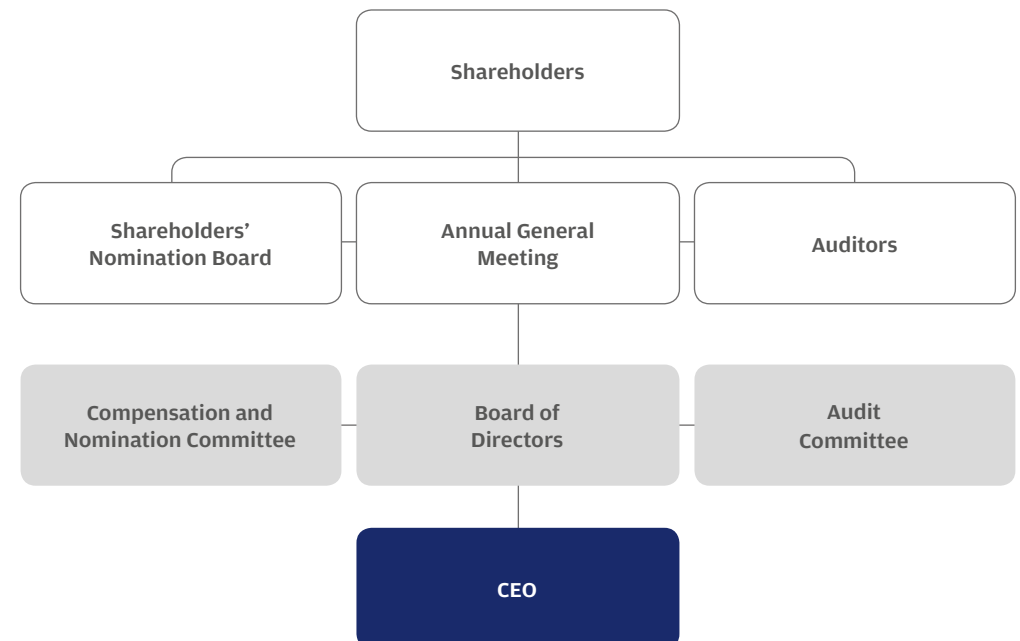 Shareholders
Shareholders’
Nomination Board
Annual General
Meeting
Auditors
Compensation and
Nomination Committee
Board of
Directors
Audit
Committee
CEO